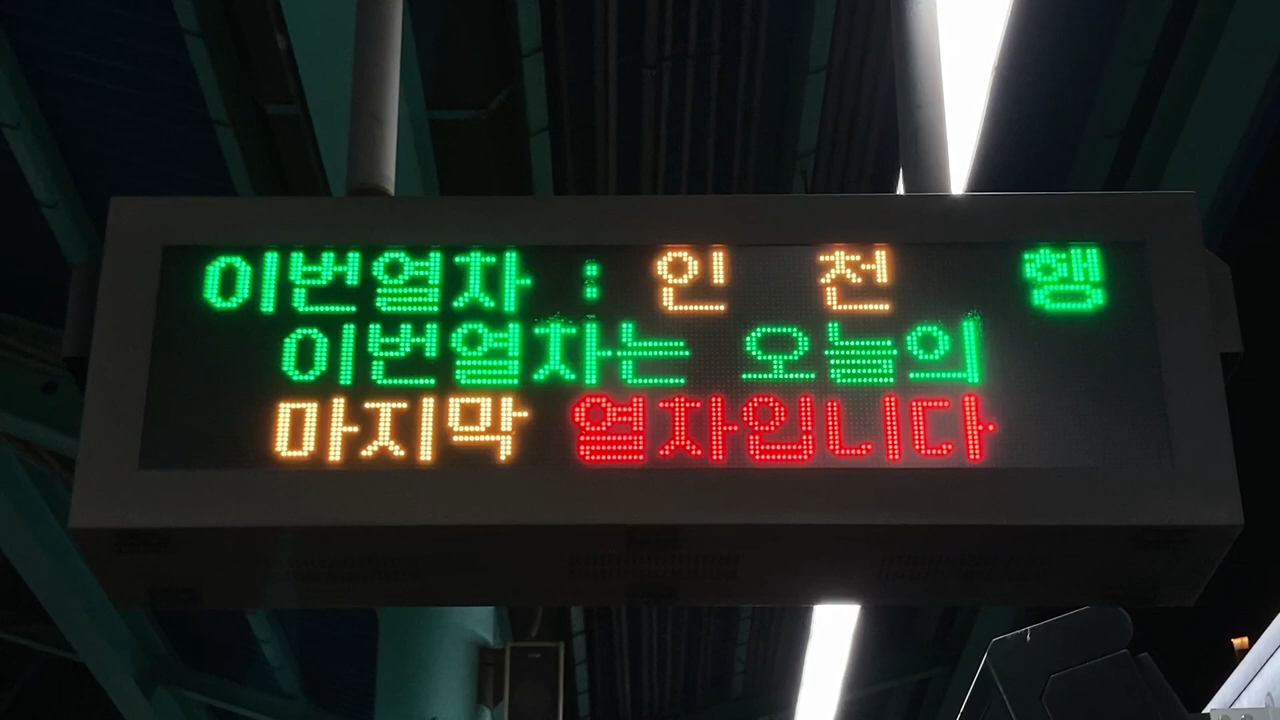 이번열차 : 인 천 행
이번열차는 오늘의
마지막 열차입니다